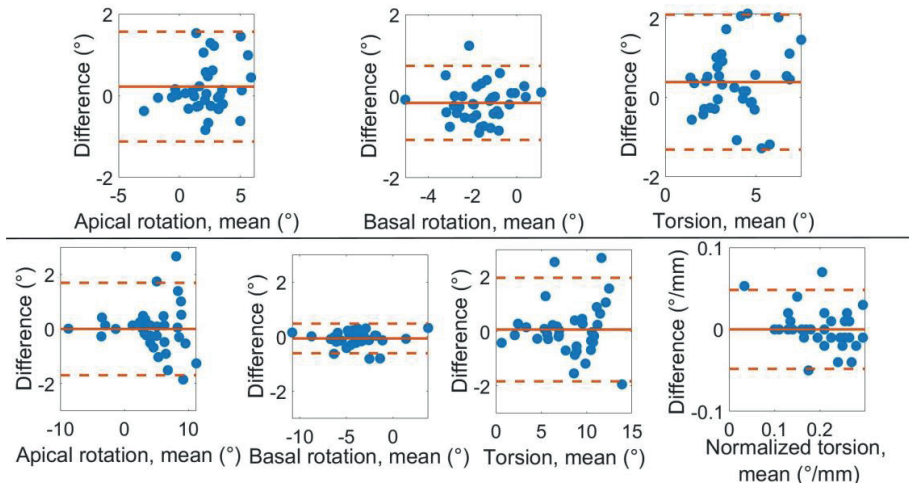 2
0
-2
Difference (°)
-5
0
5
Apical rotation, mean (°)
2
0
-2
Difference (°)
-4
-2
0
Basal rotation, mean (°)
2
0
-2
Difference (°)
0
5
Torsion, mean (°)
2
0
-2
Difference (°)
-10
0
10
Apical rotation, mean (°)
2
0
-2
Difference (°)
-10
-5
0
Basal rotation, mean (°)
2
0
-2
Difference (°)
0
5
10
15
Torsion, mean (°)
0.1
0
-0.1
Difference (°/mm)
0
0.1
0.2
Normalized torsion,
mean (°/mm)